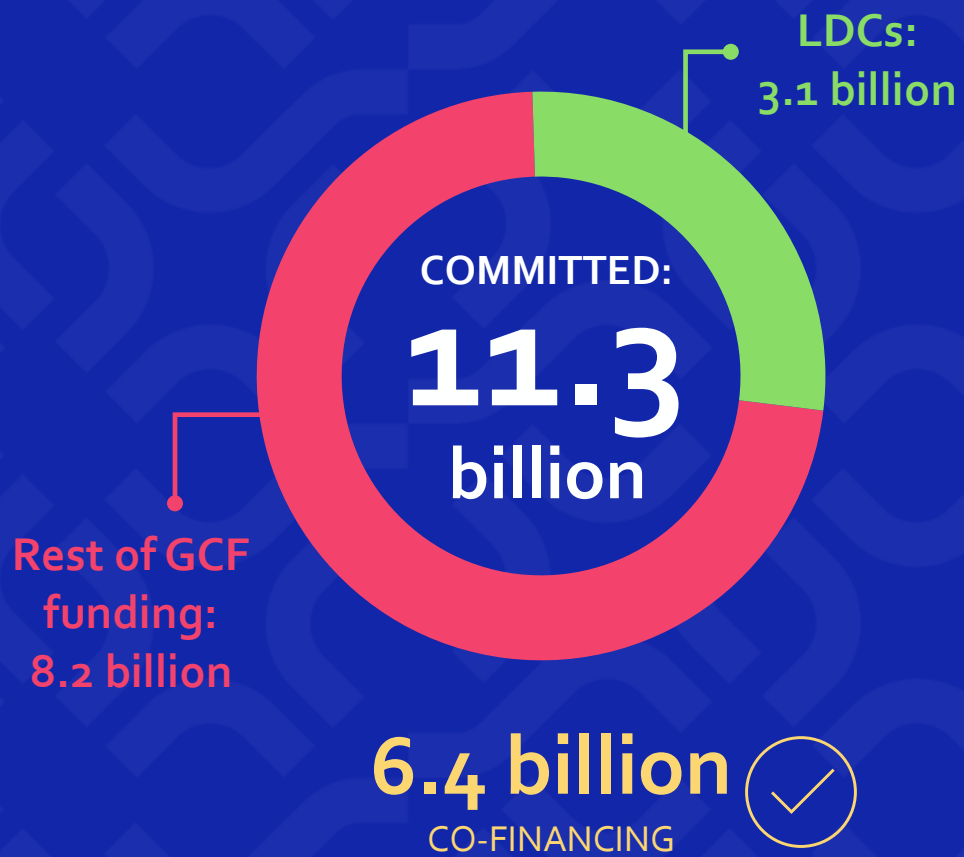 LDCs:
3.1 billion
COMMITTED:
11.3
billion
Rest of GCF
funding:
8.2 billion
6.4 billion
CO-FINANCING